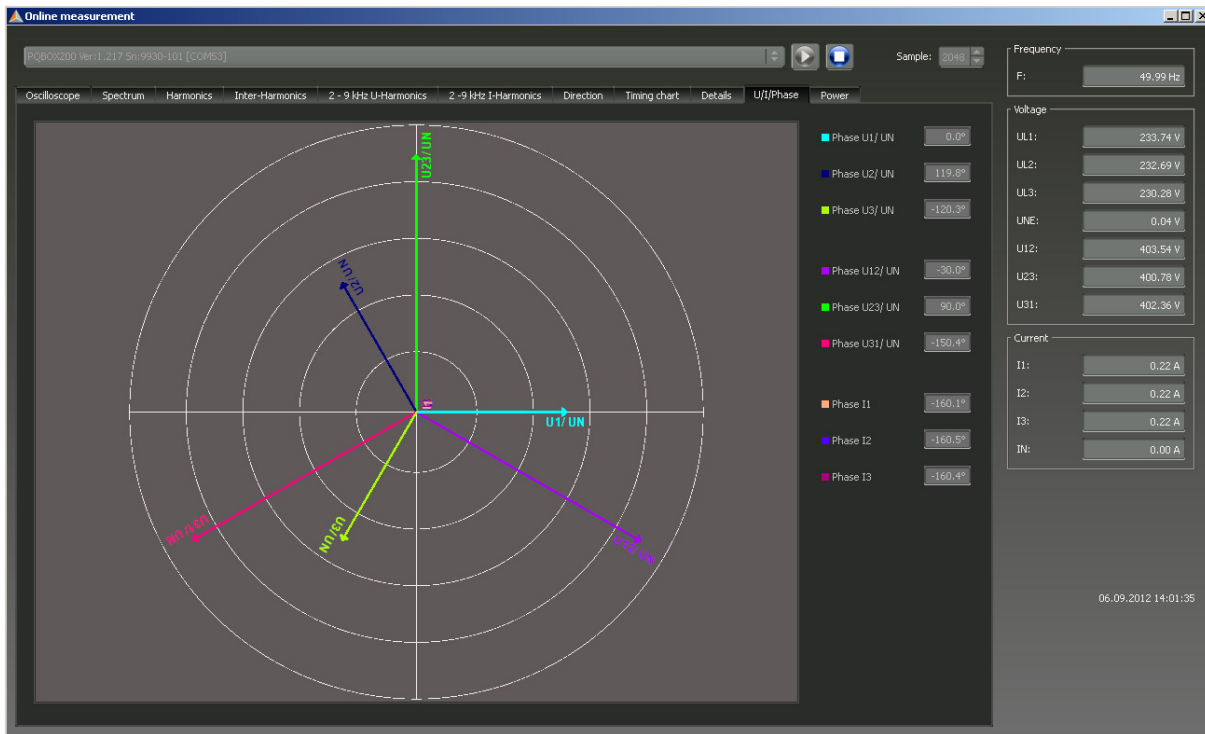 Online measurement
PQBOX200 Ver:1.217 Sn:9930-101 [COM53]
Sample: 2048
Oscilloscope Spectrum Harmonics Inter-Harmonics 2 - 9 kHz U-Harmonics 2 -9 kHz I-Harmonics Direction Timing chart Details U/I/Phase Power
U23/UN
U2/UN
U1/UN
U3/UN
U31/UN
U12/UN
Phase U1/ UN 0.0°
Phase U2/ UN 119.8°
Phase U3/ UN -120.3°
Phase U12/ UN -30.0°
Phase U23/ UN 90.0°
Phase U31/ UN -150.4°
Phase I1 -160.1°
Phase I2 -160.5°
Phase I3 -160.4°
Frequency
F: 49.99 Hz
Voltage
UL1: 233.74 V
UL2: 232.69 V
UL3: 230.28 V
UNE: 0.04 V
U12: 403.54 V
U23: 400.78 V
U31: 402.36 V
Current
I1: 0.22 A
I2: 0.22 A
I3: 0.22 A
IN: 0.00 A
06.09.2012 14:01:35